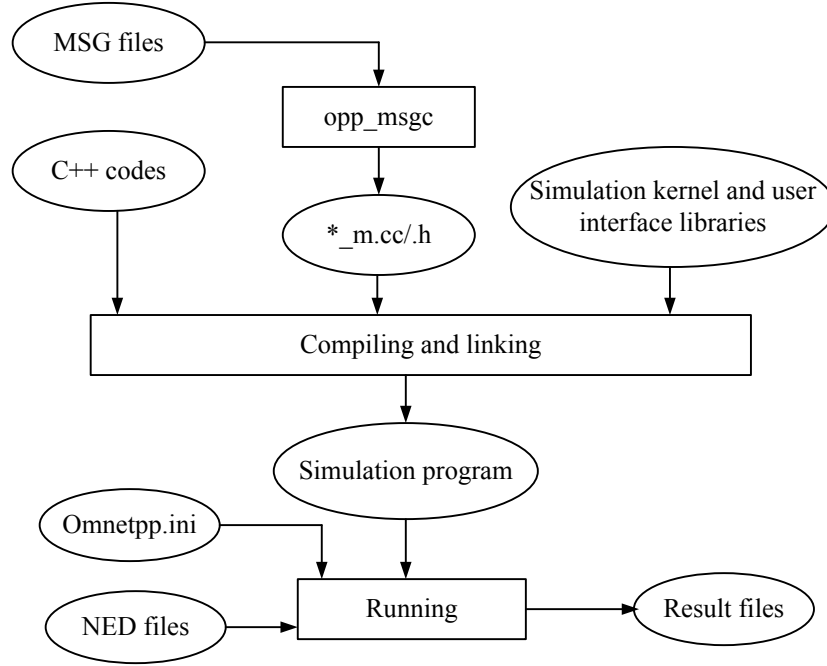 MSG files
opp_msgc
C++ codes
*_m.cc/.h
Simulation kernel and user
interface libraries
Compiling and linking
Simulation program
Omnetpp.ini
Running
Result files
NED files